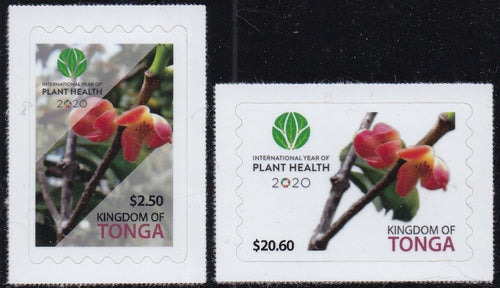 INTERNATIONAL YEAR OF
PLANT HEALTH
2020
$2.50
KINGDOM OF
TONGA
INTERNATIONAL YEAR OF
PLANT HEALTH
2020
$20.60
KINGDOM OF
TONGA